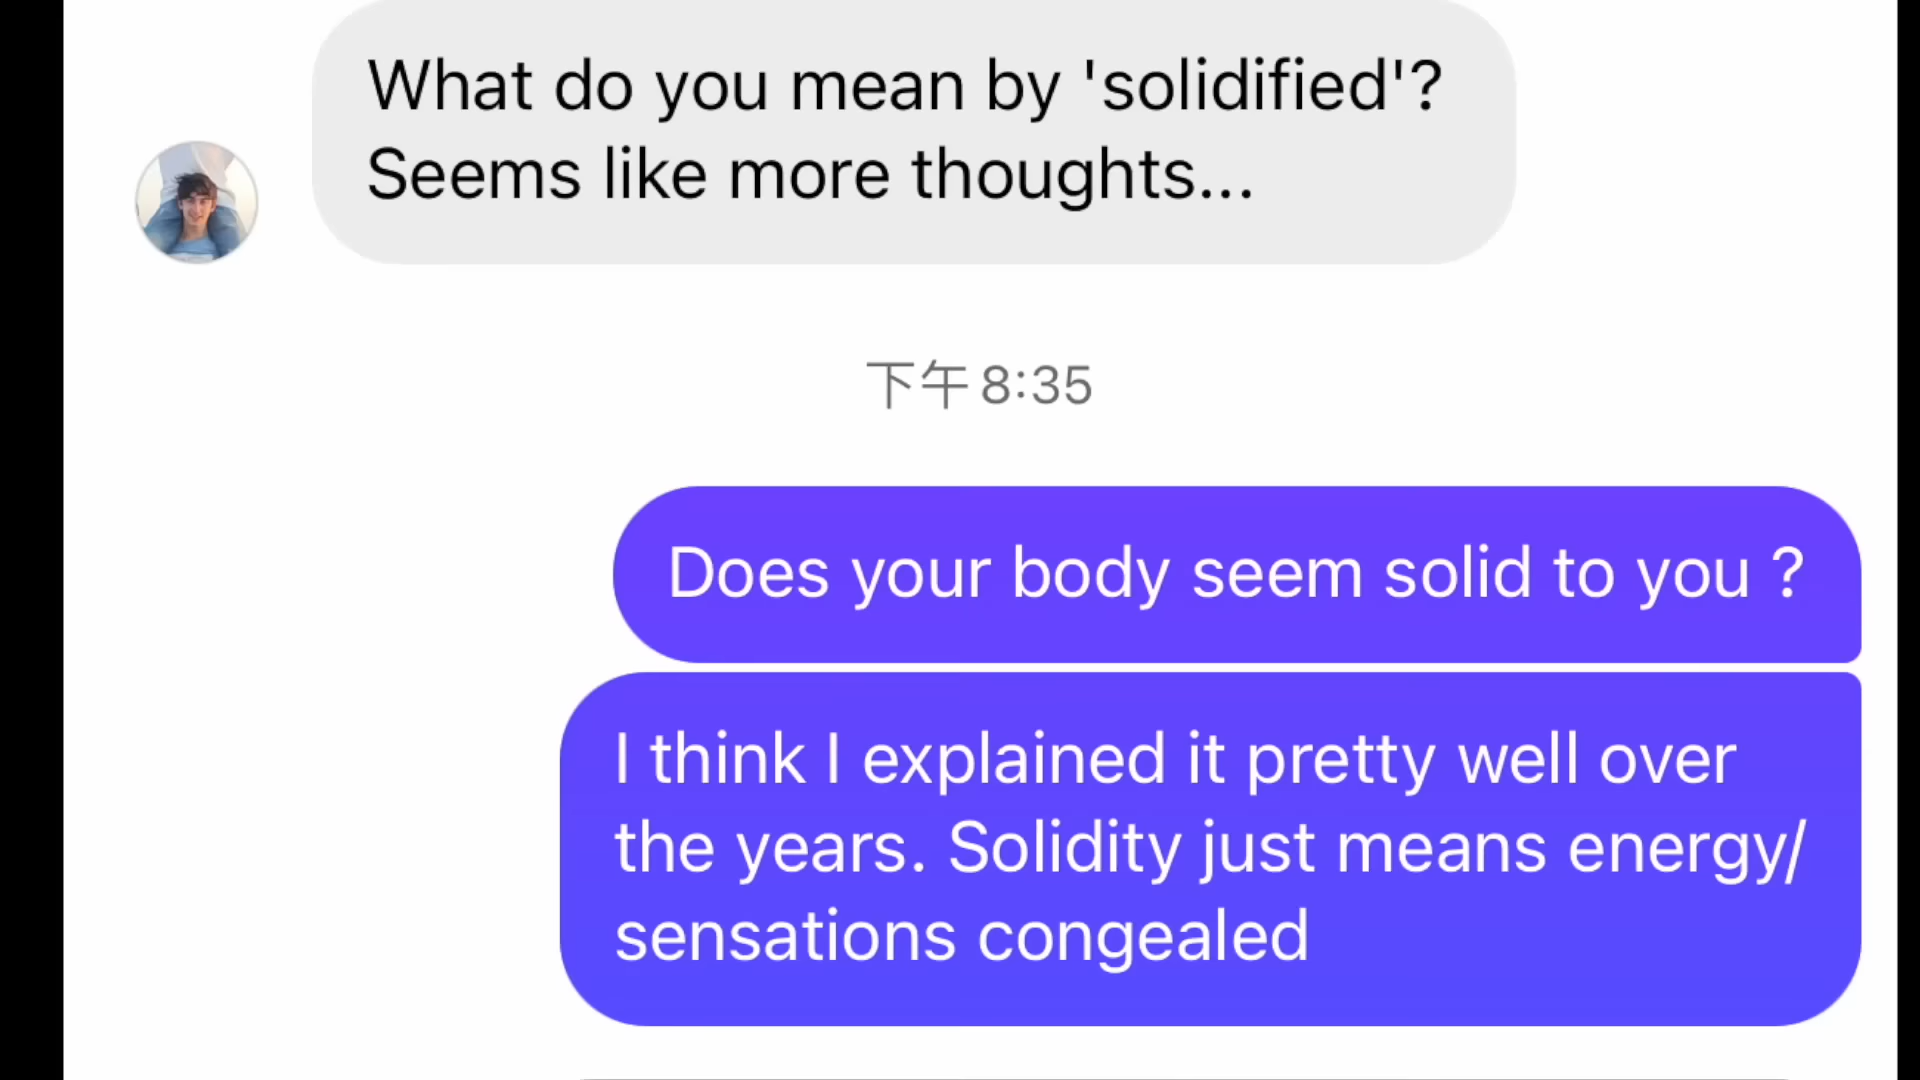 What do you mean by 'solidified'?
Seems like more thoughts...
下午8:35
Does your body seem solid to you ?
I think I explained it pretty well over
the years. Solidity just means energy/
sensations congealed